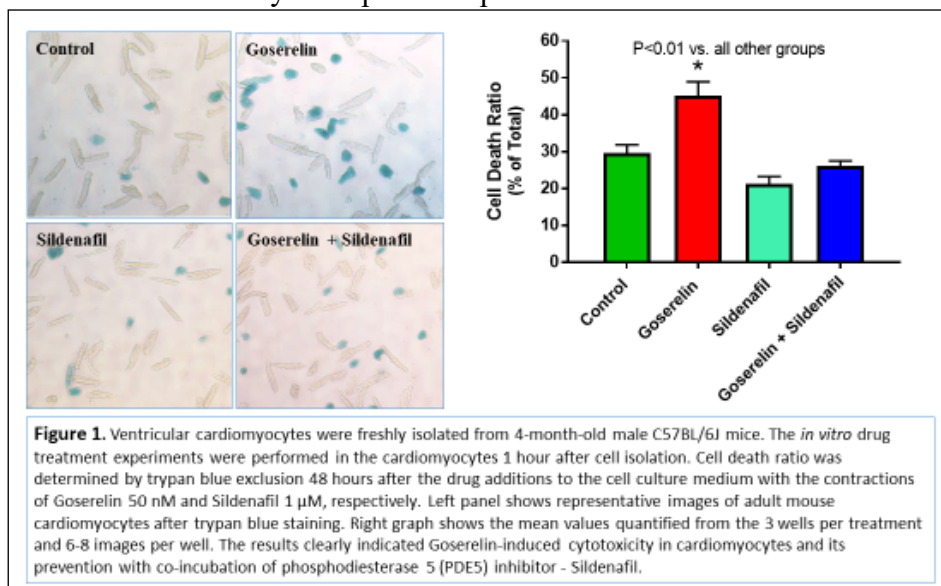 Control
Goserelin
Sildenafil
Goserelin + Sildenafil
P<0.01 vs. all other groups
*
Cell Death Ratio
(% of Total)
60
50
40
30
20
10
0
Control
Goserelin
Sildenafil
Goserelin + Sildenafil
Figure 1. Ventricular cardiomyocytes were freshly isolated from 4-month-old male C57BL/6J mice. The in vitro drug
treatment experiments were performed in the cardiomyocytes 1 hour after cell isolation. Cell death ratio was
determined by trypan blue exclusion 48 hours after the drug additions to the cell culture medium with the contractions
of Goserelin 50 nM and Sildenafil 1 µM, respectively. Left panel shows representative images of adult mouse
cardiomyocytes after trypan blue staining. Right graph shows the mean values quantified from the 3 wells per treatment
and 6-8 images per well. The results clearly indicated Goserelin-induced cytotoxicity in cardiomyocytes and its
prevention with co-incubation of phosphodiesterase 5 (PDE5) inhibitor - Sildenafil.